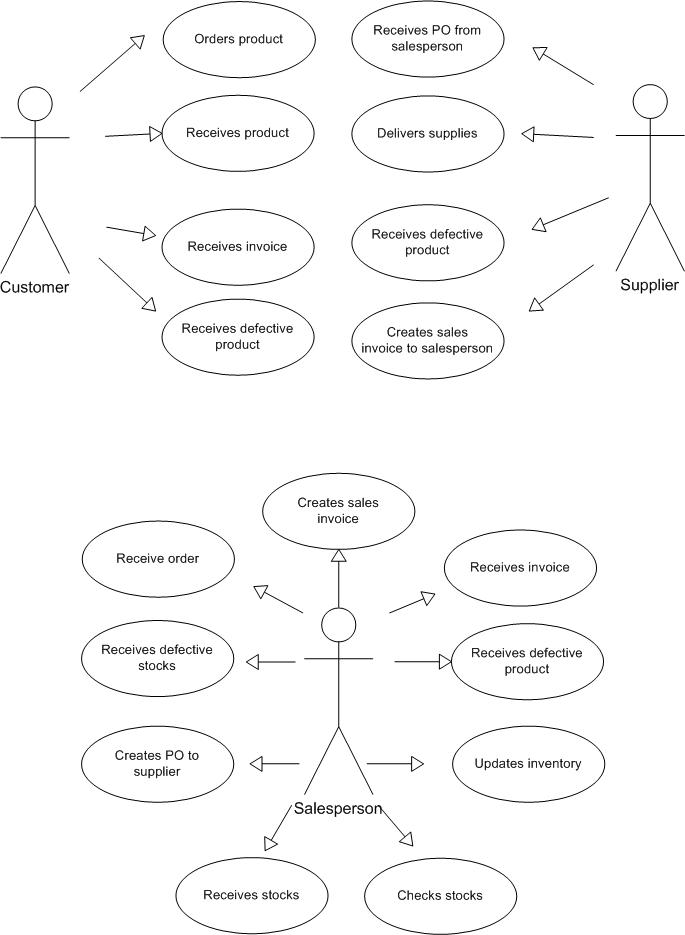 Orders product
Receives PO from
salesperson
Receives product
Delivers supplies
Receives invoice
Receives defective
product
Customer
Supplier
Receives defective
product
Creates sales
invoice to salesperson
Creates sales
invoice
Receive order
Receives invoice
Receives defective
stocks
Receives defective
product
Creates PO to
supplier
Updates inventory
Salesperson
Receives stocks
Checks stocks